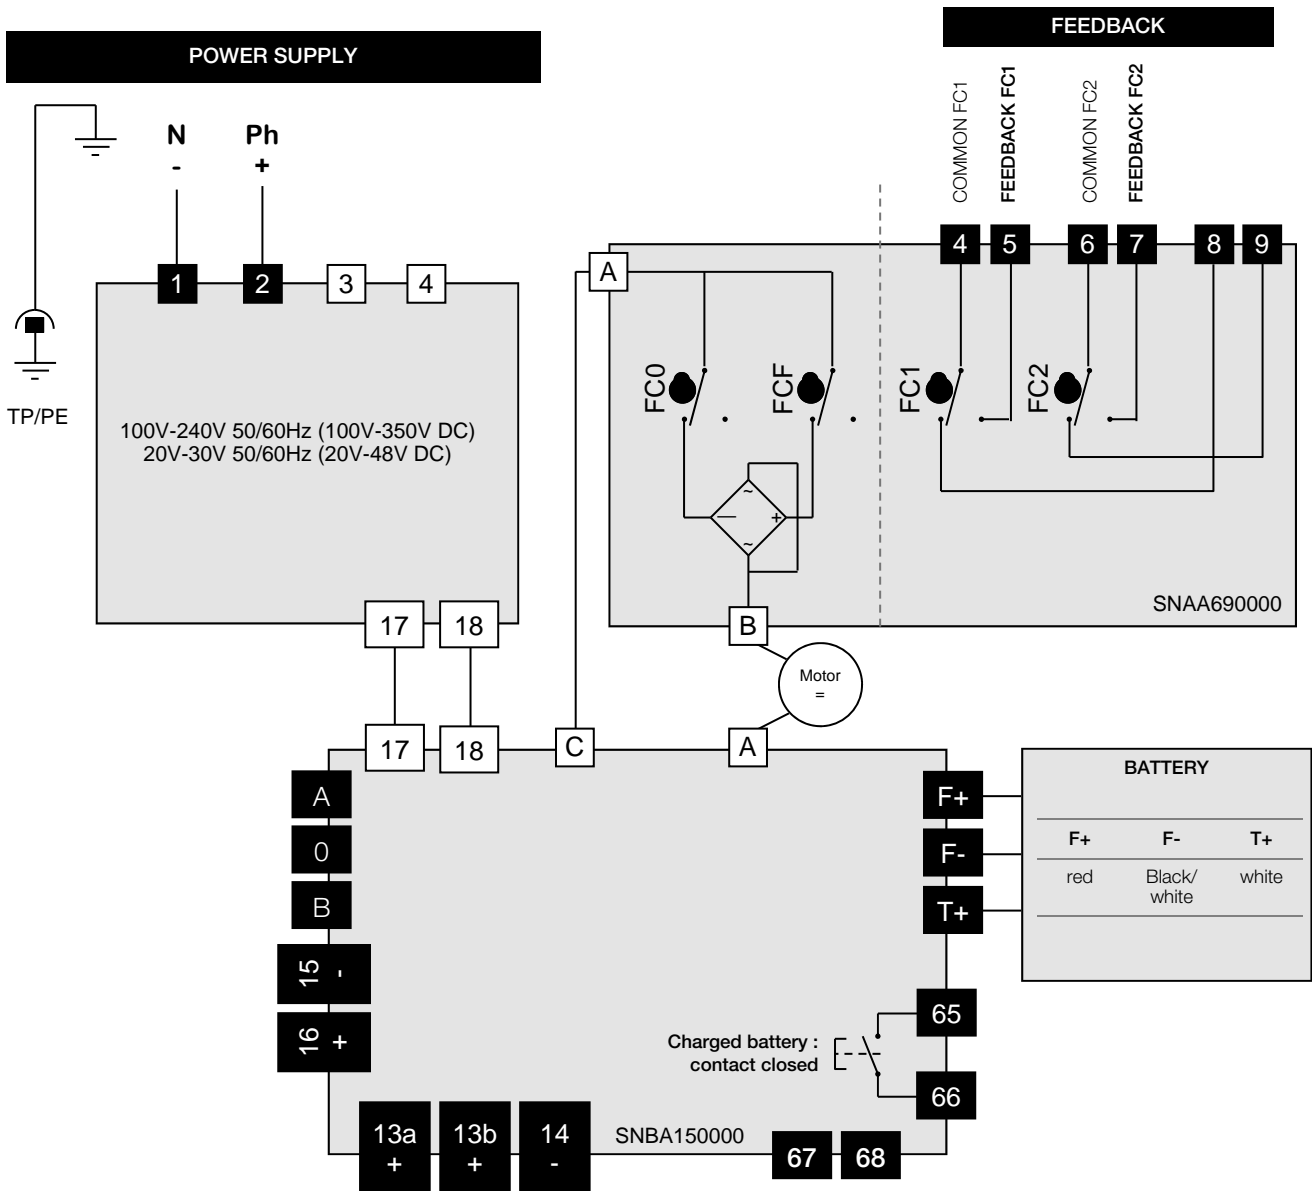 POWER SUPPLY
FEEDBACK
COMMON FC1
FEEDBACK FC1
COMMON FC2
FEEDBACK FC2
N
-
Ph
+
1
2
3
4
TP/PE
100V-240V 50/60Hz (100V-350V DC)
20V-30V 50/60Hz (20V-48V DC)
17
18
A
4
5
6
7
8
9
FC0
FCF
FC1
FC2
~
—
+
~
SNAA690000
B
Motor
=
17
18
C
A
A
0
B
15 -
16 +
13a
+
13b
+
14
-
SNBA150000
67
68
F+
F-
T+
65
66
Charged battery :
contact closed
BATTERY
F+ F- T+
red Black/ white
white